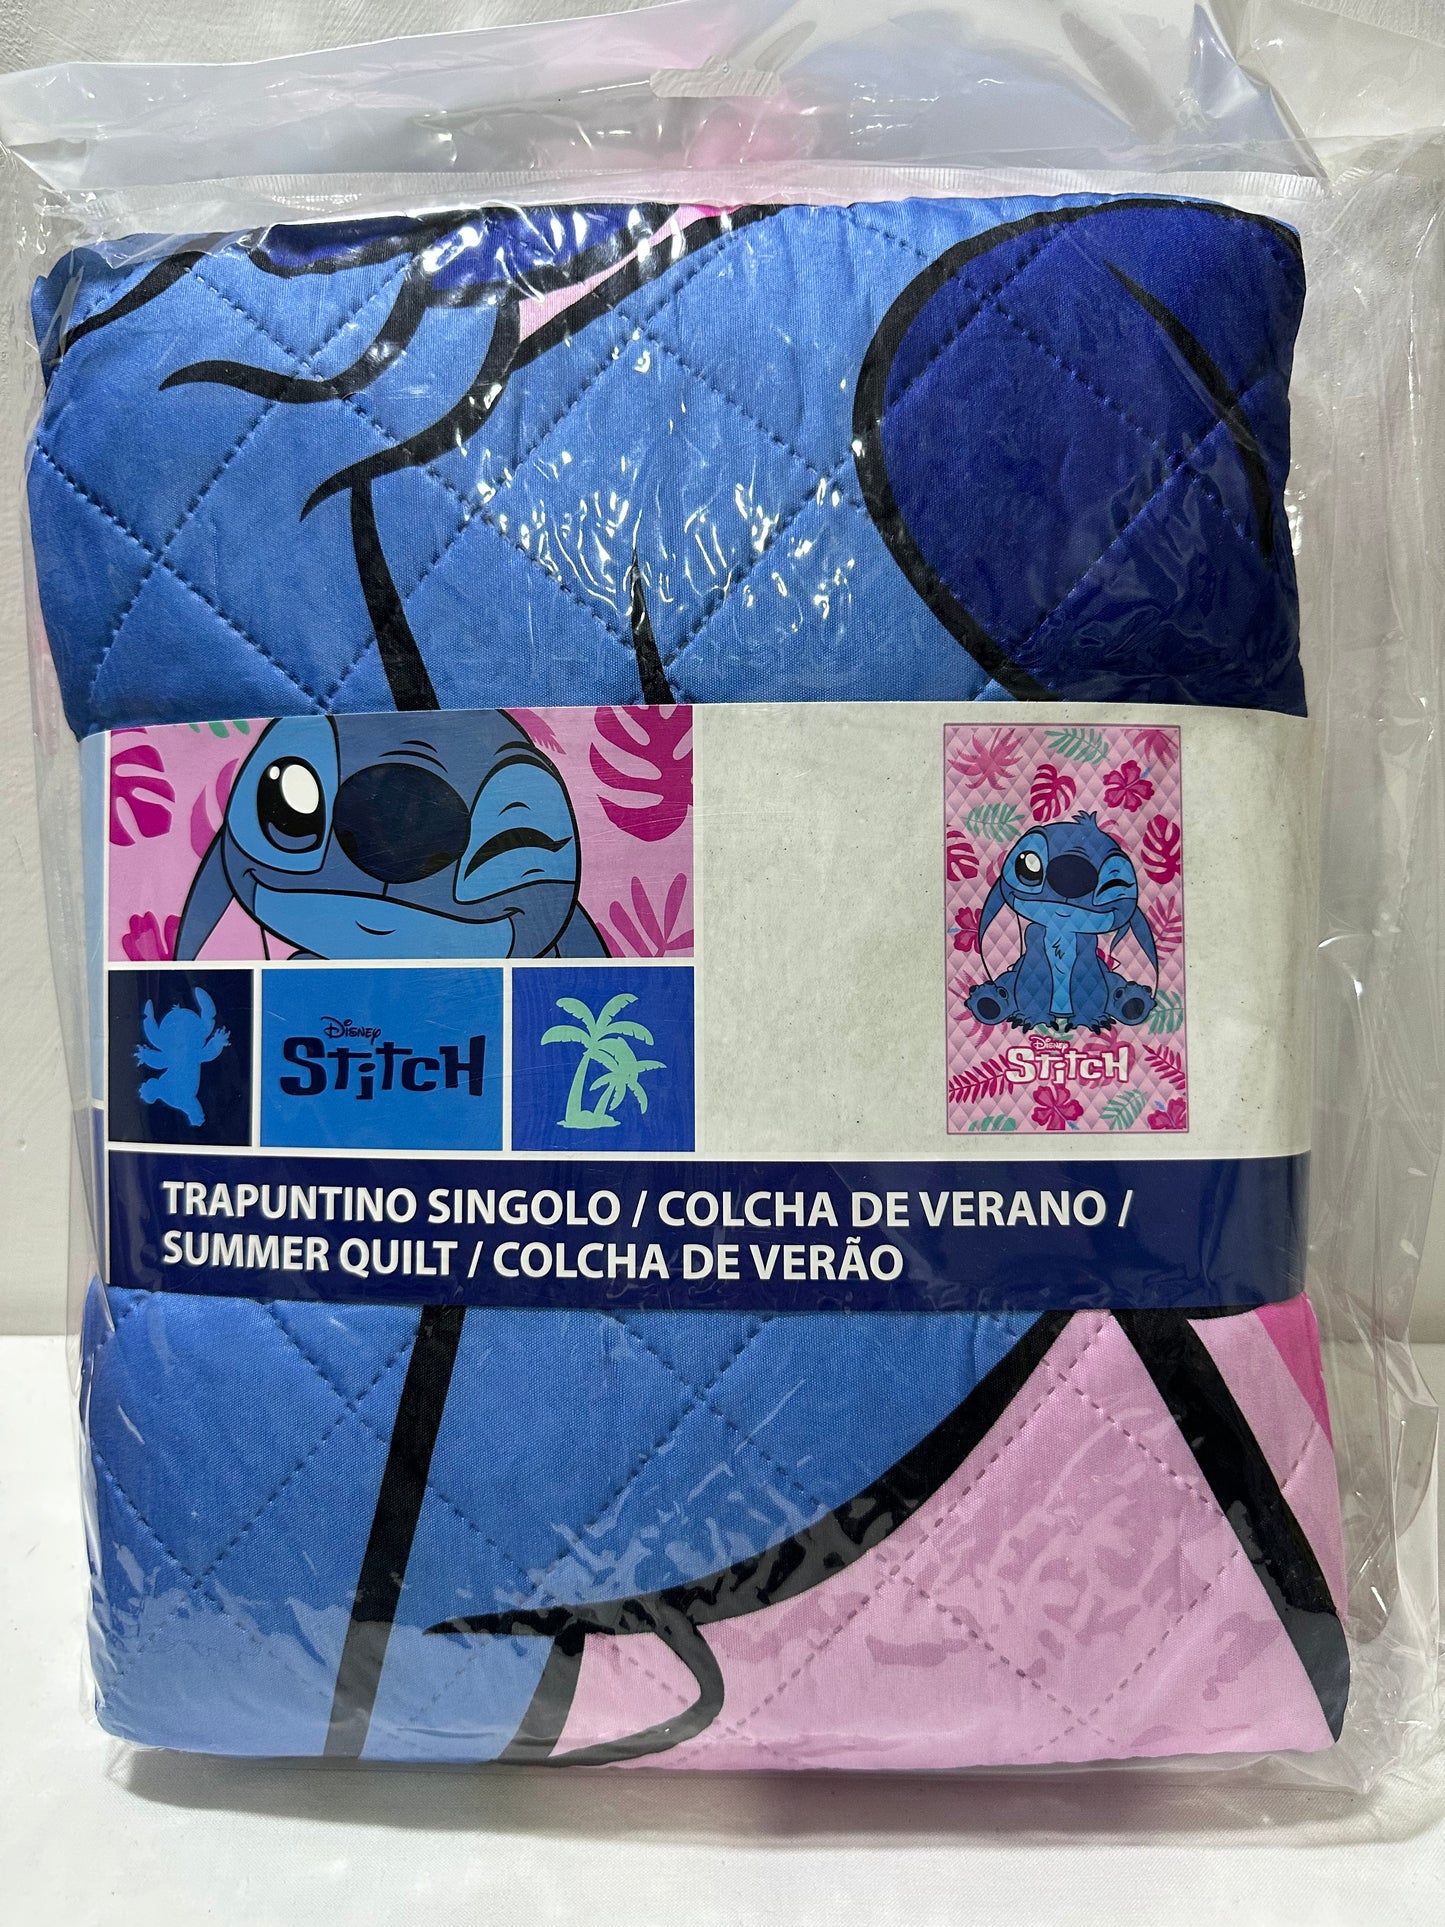 Disney
Stitch
Disney
Stitch
TRAPUNTINO SINGOLO / COLCHA DE VERANO /
SUMMER QUILT / COLCHA DE VERÃO